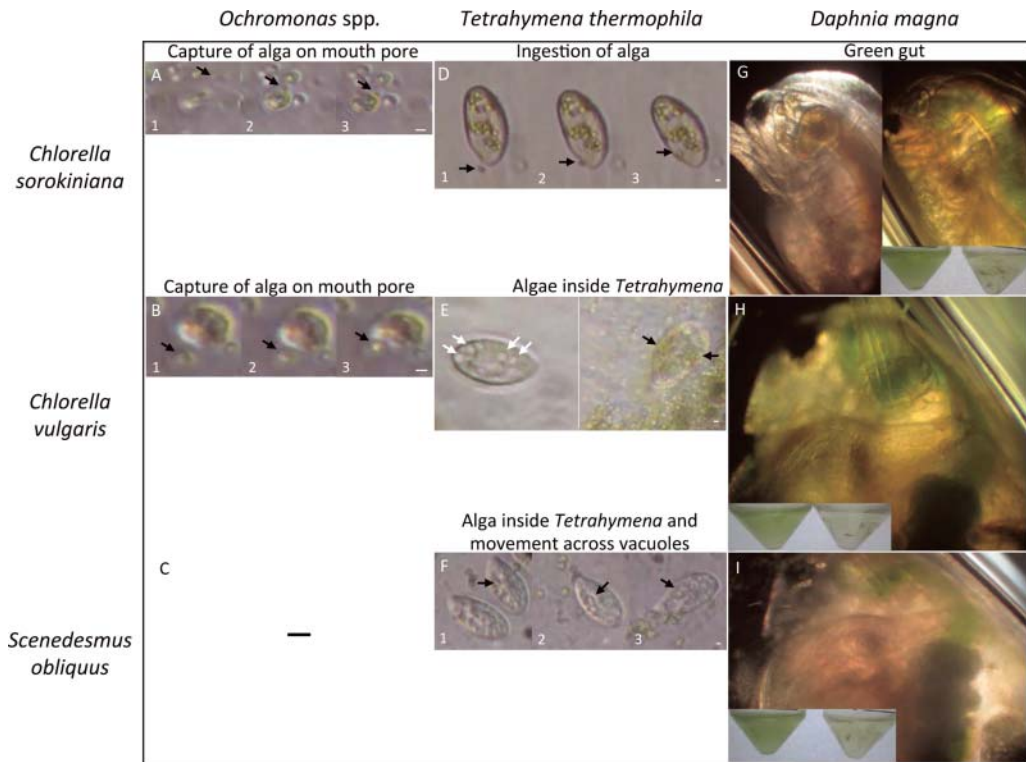 Ochromonas spp. Tetrahymena thermophila Daphnia magna
Capture of alga on mouth pore Ingestion of alga Green gut
A D G
1 2 3 1 2 3
Chlorella
sorokiniana
Capture of alga on mouth pore Algae inside Tetrahymena
B E H
1 2 3
Chlorella
vulgaris
Alga inside Tetrahymena and
movement across vacuoles
C F I
1 2 3
Scenedesmus
obliquus